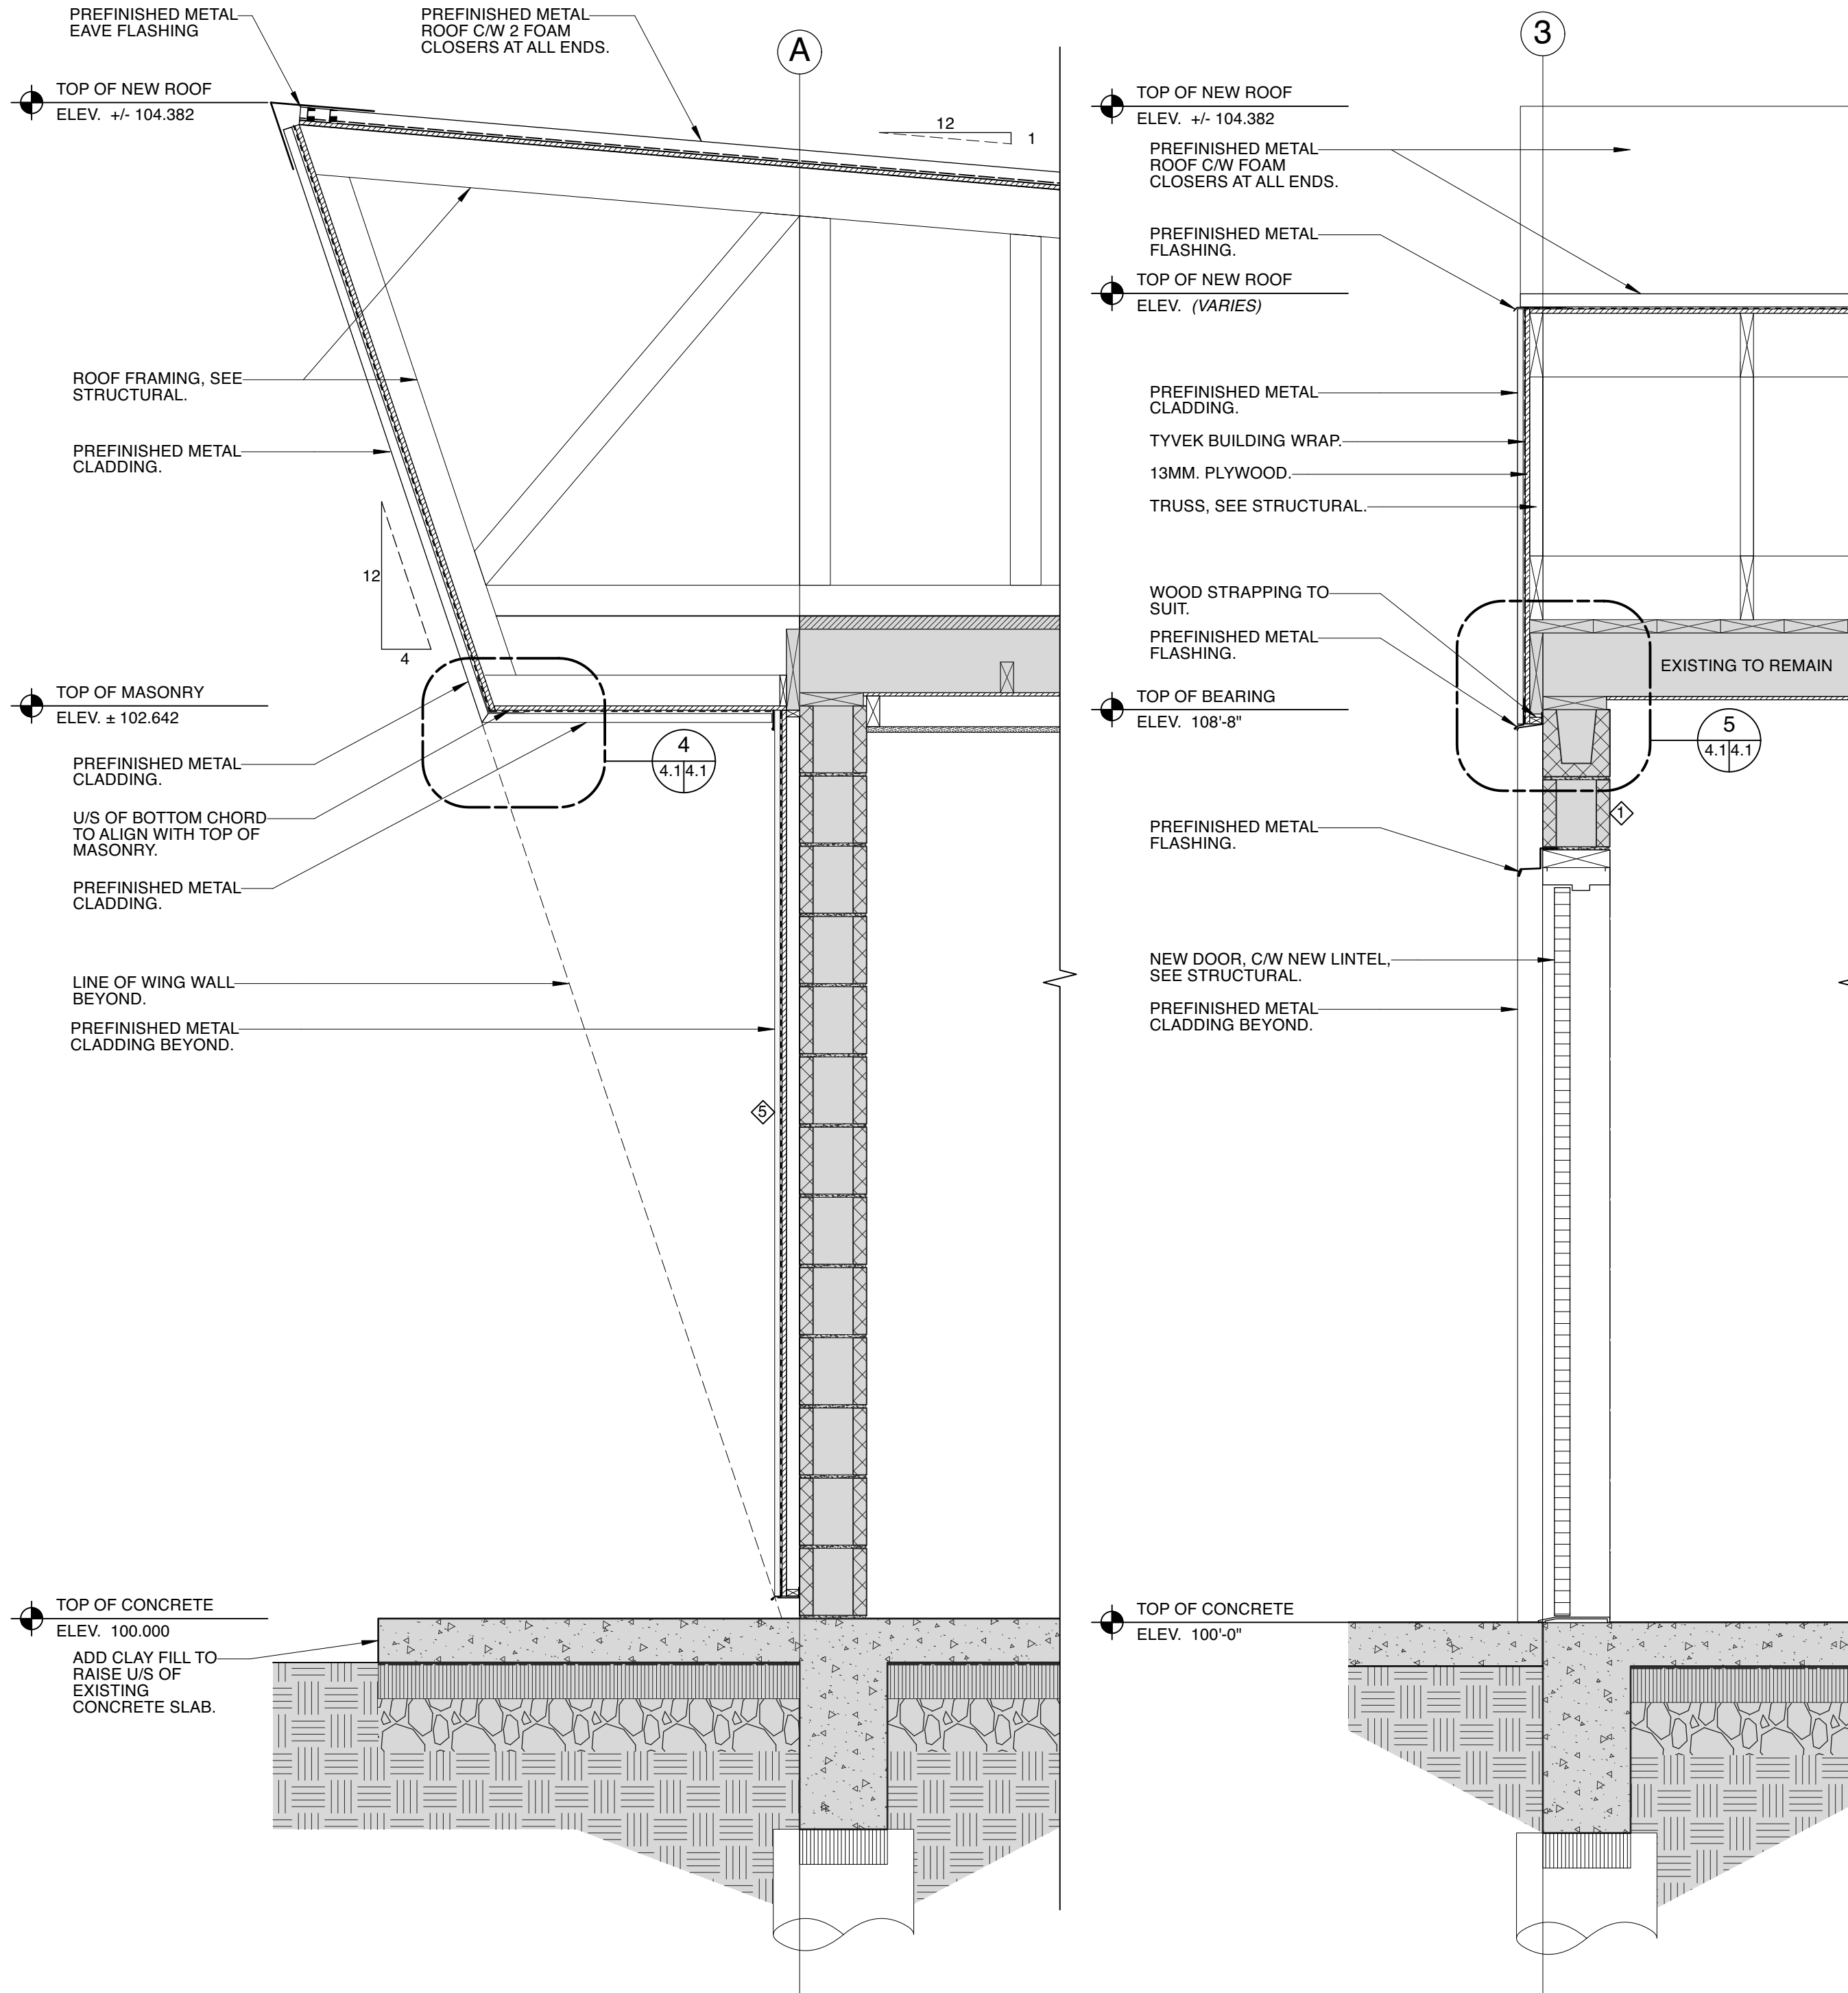 PREFINISHED METAL
EAVE FLASHING
PREFINISHED METAL
ROOF C/W 2 FOAM
CLOSERS AT ALL ENDS.
A
TOP OF NEW ROOF
ELEV. +/- 104.382
12
1
ROOF FRAMING, SEE
STRUCTURAL.
PREFINISHED METAL
CLADDING.
12
4
TOP OF MASONRY
ELEV. ± 102.642
PREFINISHED METAL
CLADDING.
4
4.1 4.1
U/S OF BOTTOM CHORD
TO ALIGN WITH TOP OF
MASONRY.
PREFINISHED METAL
CLADDING.
LINE OF WING WALL
BEYOND.
PREFINISHED METAL
CLADDING BEYOND.
5
TOP OF CONCRETE
ELEV. 100.000
ADD CLAY FILL TO
RAISE U/S OF
EXISTING
CONCRETE SLAB.
3
TOP OF NEW ROOF
ELEV. +/- 104.382
PREFINISHED METAL
ROOF C/W FOAM
CLOSERS AT ALL ENDS.
PREFINISHED METAL
FLASHING.
TOP OF NEW ROOF
ELEV. (VARIES)
PREFINISHED METAL
CLADDING.
TYVEK BUILDING WRAP.
13MM. PLYWOOD.
TRUSS, SEE STRUCTURAL.
WOOD STRAPPING TO
SUIT.
PREFINISHED METAL
FLASHING.
EXISTING TO REMAIN
TOP OF BEARING
ELEV. 108'-8"
5
4.1 4.1
1
PREFINISHED METAL
FLASHING.
NEW DOOR, C/W NEW LINTEL,
SEE STRUCTURAL.
PREFINISHED METAL
CLADDING BEYOND.
TOP OF CONCRETE
ELEV. 100'-0"